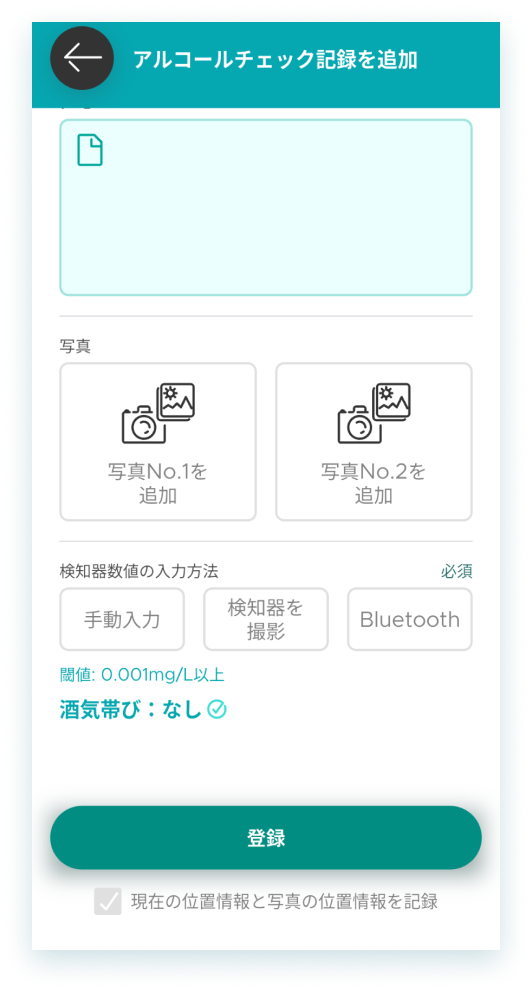 アルコールチェック記録を追加
写真
写真No.1を
追加
写真No.2を
追加
検知器数値の入力方法 必須
手動入力
検知器を
撮影
Bluetooth
閾値: 0.001mg/L以上
酒気帯び：なし
登録
現在の位置情報と写真の位置情報を記録